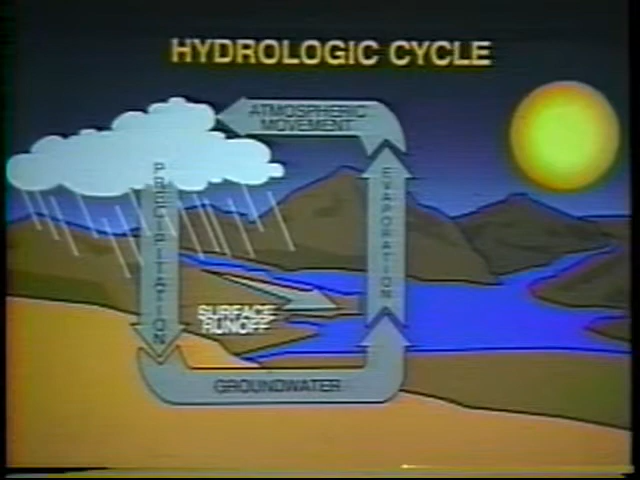 HYDROLOGIC CYCLE
ATMOSPHERIC
MOVEMENT
PRECIPITATION
EVAPORATION
SURFACE
RUNOFF
GROUNDWATER